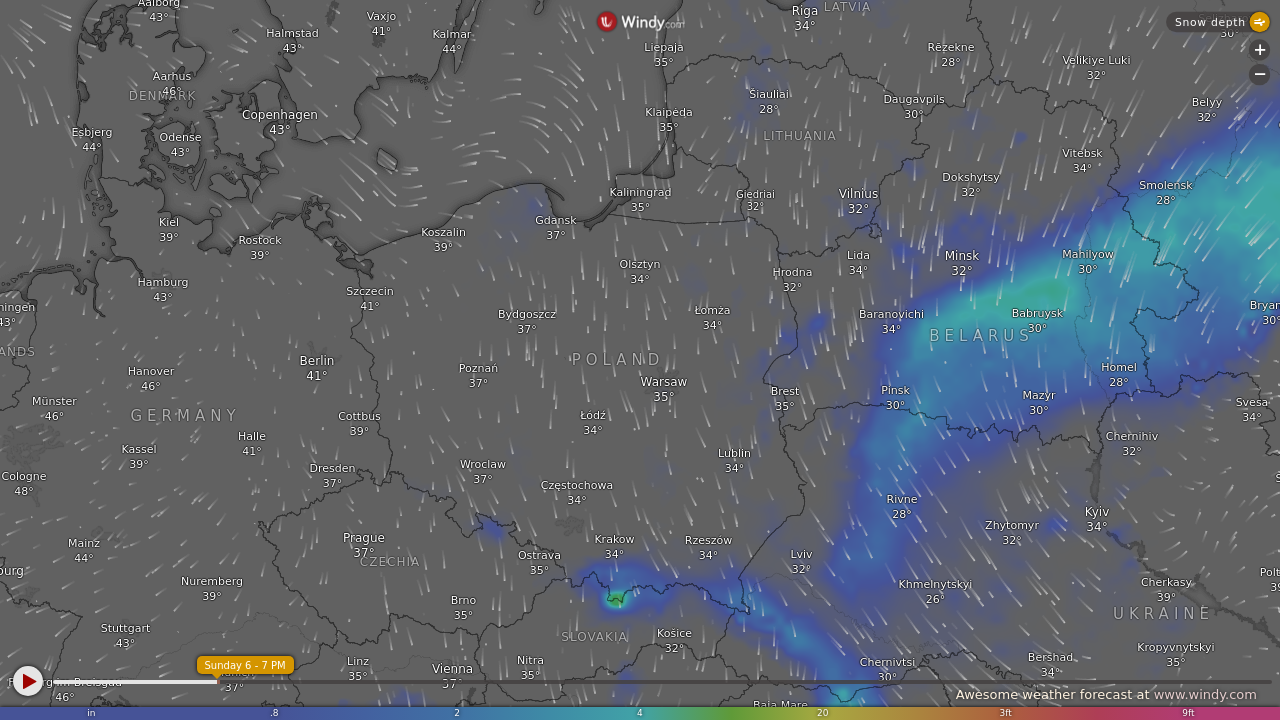 Aalborg
43°
Halmstad
43°
Vaxjo
41°
Kalmar
44°
Windy.com
Liepaja
35°
Riga
34°
LATVIA
Rēzekne
28°
Velikiye Luki
32°
30°
Snow depth
+
−
Aarhus
46°
DENMARK
Esbjerg
44°
Odense
43°
Copenhagen
43°
Klaipėda
35°
Šiauliai
28°
LITHUANIA
Daugavpils
30°
Belyy
32°
Vitebsk
34°
Dokshytsy
32°
Smolensk
28°
Kiel
39°
Rostock
39°
Koszalin
39°
Gdansk
37°
Kaliningrad
35°
Giedriai
32°
Vilnius
32°
Hamburg
43°
Szczecin
41°
Olsztyn
34°
Hrodna
32°
Lida
34°
Minsk
32°
Mahilyow
30°
ningen
43°
Bydgoszcz
37°
Łomża
34°
Baranovichi
34°
Babruysk
30°
BELARUS
Bryan
30°
ANDS
Hanover
46°
Berlin
41°
Poznań
37°
POLAND
Warsaw
35°
Brest
35°
Pinsk
30°
Mazyr
30°
Homel
28°
Münster
46°
GERMANY
Cottbus
39°
Łódź
34°
Svesa
34°
Kassel
39°
Halle
41°
Chernihiv
32°
Cologne
48°
Dresden
37°
Wroclaw
37°
Częstochowa
34°
Lublin
34°
Rivne
28°
Kyiv
34°
Zhytomyr
32°
Mainz
44°
Prague
37°
CZECHIA
Ostrava
35°
Krakow
34°
Rzeszow
34°
Lviv
32°
ourg
Nuremberg
39°
Brno
35°
Khmelnytskyi
26°
Cherkasy
39°
Polt
39
UKRAINE
Stuttgart
43°
SLOVAKIA
Košice
32°
Kropyvnytskyi
35°
Sunday 6 - 7 PM
37°
Linz
35°
Vienna
37°
Nitra
35°
Chernivtsi
30°
Bershad
34°
46°
Baia Mare
Awesome weather forecast at www.windy.com
in .8 2 4 20 3ft 9ft